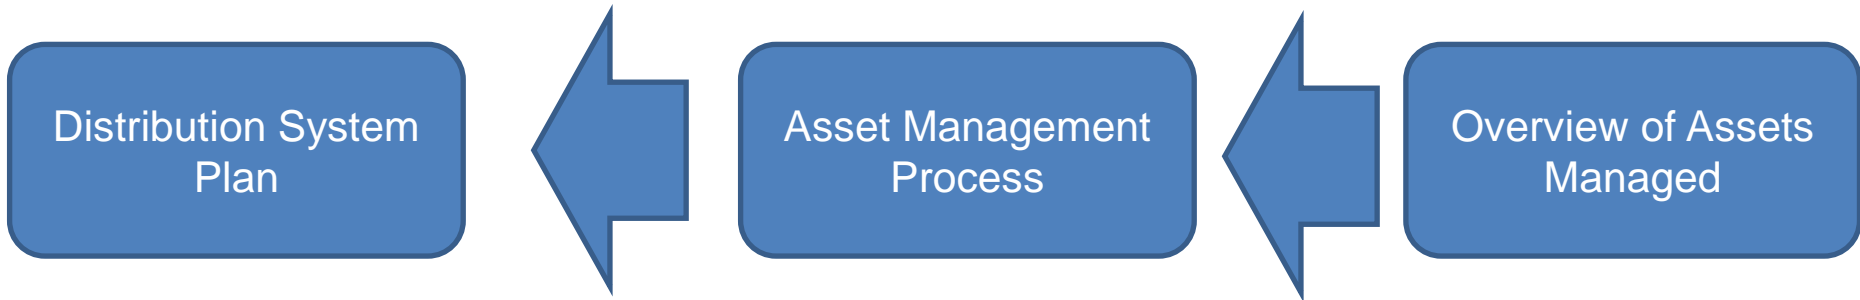 Distribution System
Plan
Asset Management
Process
Overview of Assets
Managed